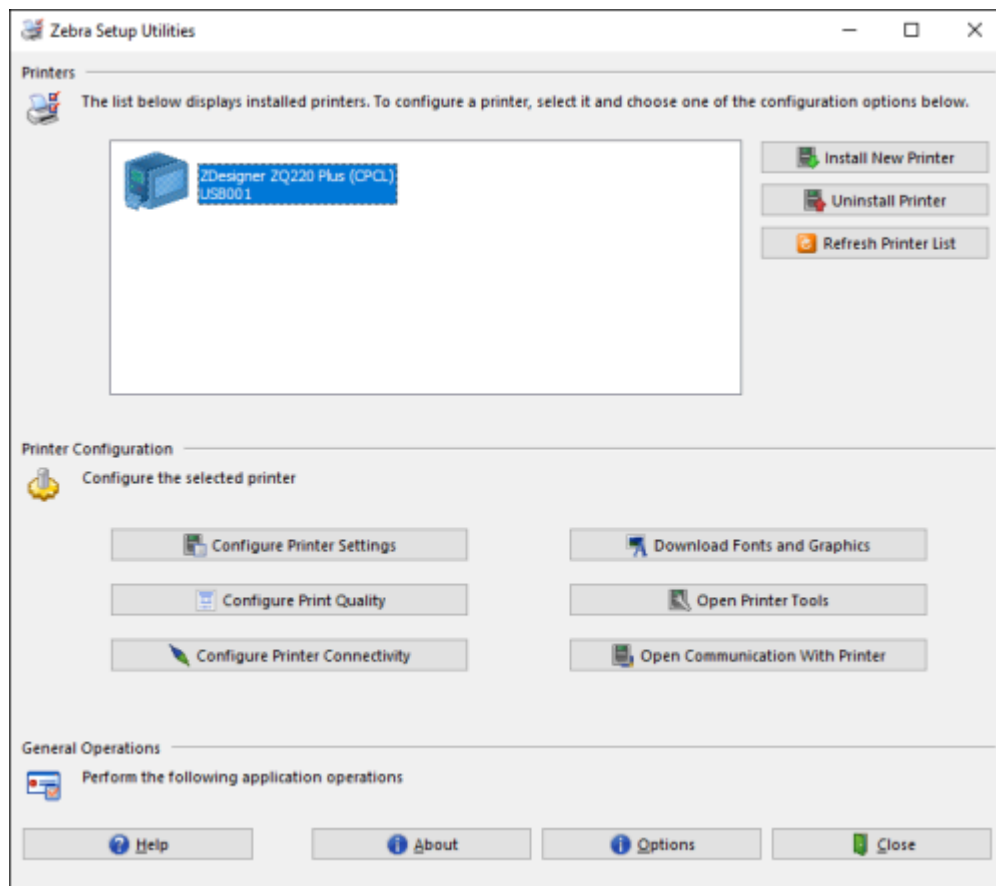 Zebra Setup Utilities
Printers
The list below displays installed printers. To configure a printer, select it and choose one of the configuration options below.
ZDesigner ZQ220 Plus (CPCL)
USB001
Install New Printer
Uninstall Printer
Refresh Printer List
Printer Configuration
Configure the selected printer
Configure Printer Settings
Download Fonts and Graphics
Configure Print Quality
Open Printer Tools
Configure Printer Connectivity
Open Communication With Printer
General Operations
Perform the following application operations
Help
About
Options
Close